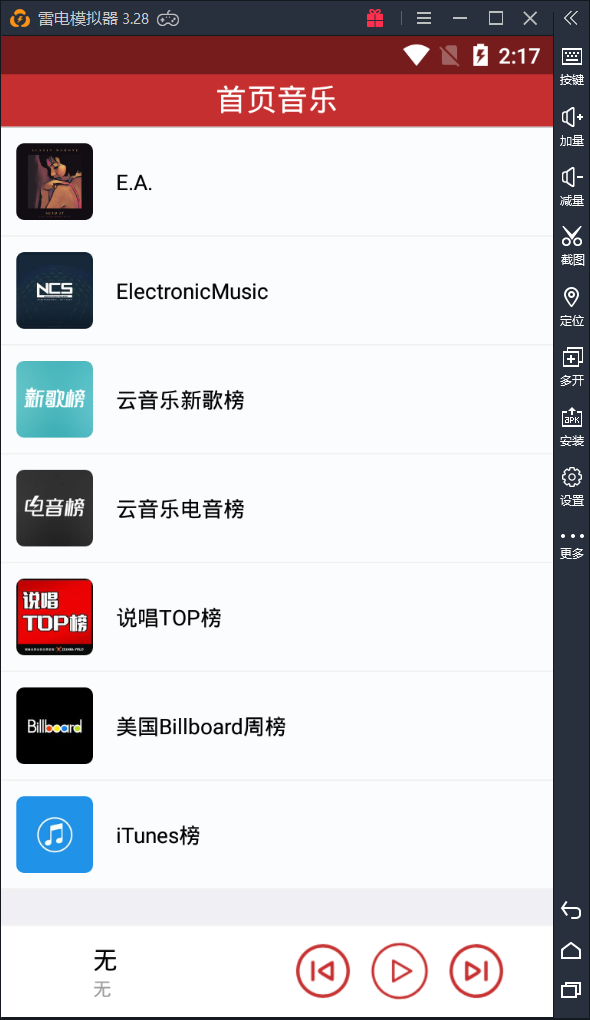 雷电模拟器 3.28
2:17
首页音乐
E.A.
NCS
ElectronicMusic
新歌榜
云音乐新歌榜
电音榜
云音乐电音榜
说唱
TOP榜
说唱TOP榜
Billboard
美国Billboard周榜
iTunes榜
无
无
按键
加量
减量
截图
定位
多开
APK
安装
设置
更多